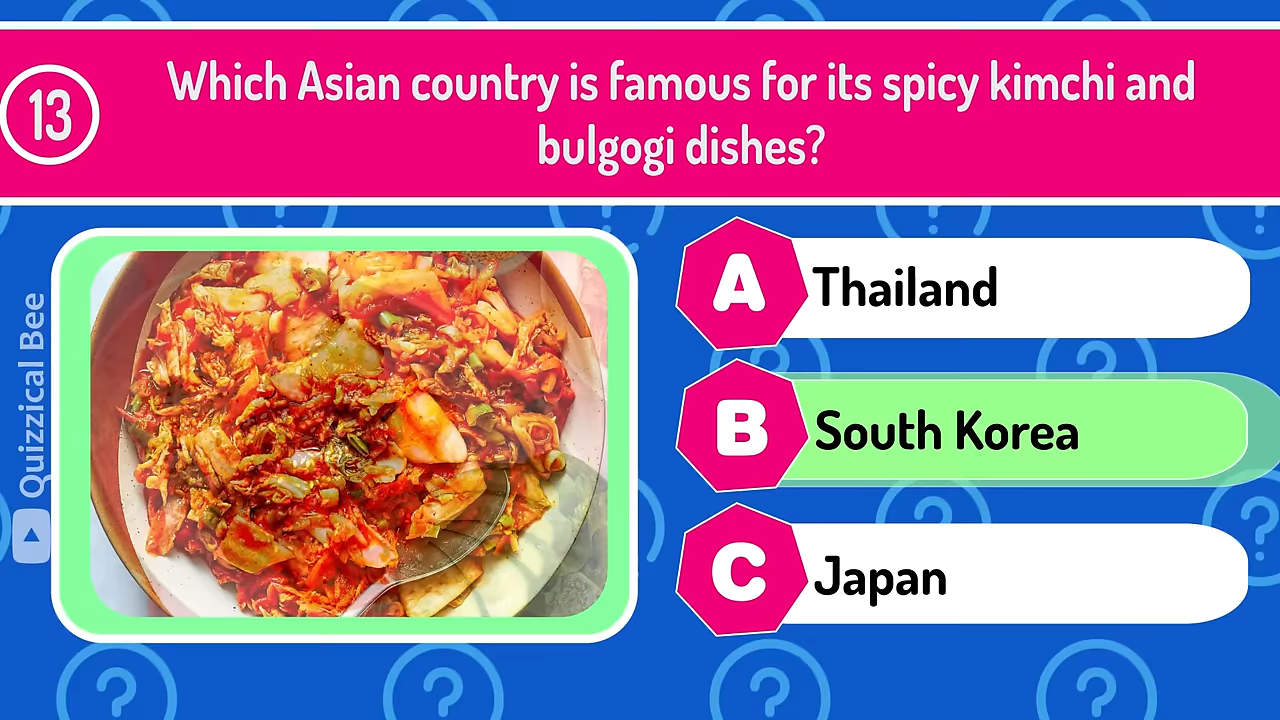 13
Which Asian country is famous for its spicy kimchi and
bulgogi dishes?
Quizzical Bee
A Thailand
B South Korea
C Japan